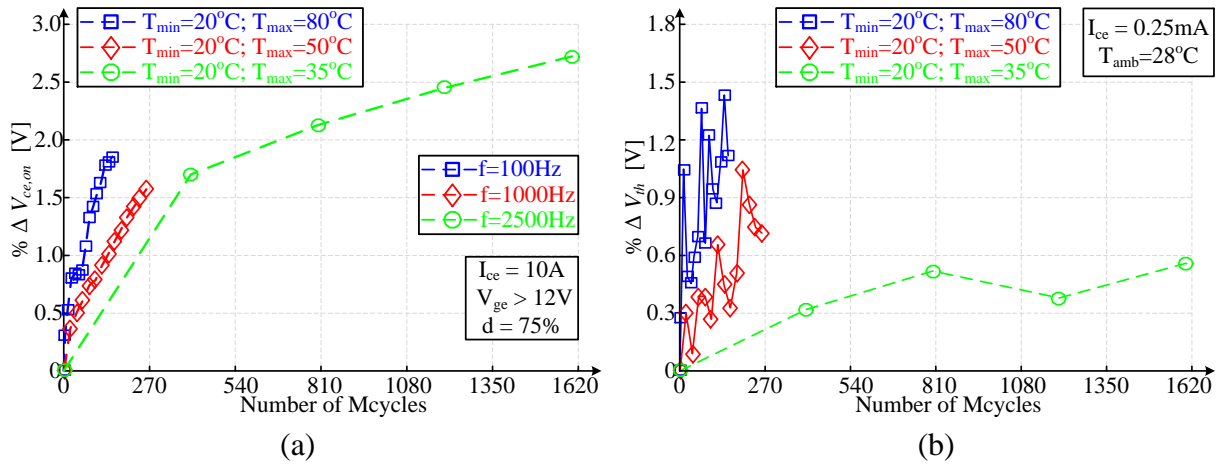 T_min=20°C; T_max=80°C
T_min=20°C; T_max=50°C
T_min=20°C; T_max=35°C
3.0
2.5
2.0
1.5
1.0
0.5
0
% Δ V_ce,on [V]
f=100Hz
f=1000Hz
f=2500Hz
I_ce = 10A
V_ge > 12V
d = 75%
0 270 540 810 1080 1350 1620
Number of Mcycles
(a)
T_min=20°C; T_max=80°C
T_min=20°C; T_max=50°C
T_min=20°C; T_max=35°C
I_ce = 0.25mA
T_amb=28°C
1.8%
1.5
1.2
0.9
0.6
0.3
0
% Δ V_th [V]
0 270 540 810 1080 1350 1620
Number of Mcycles
(b)